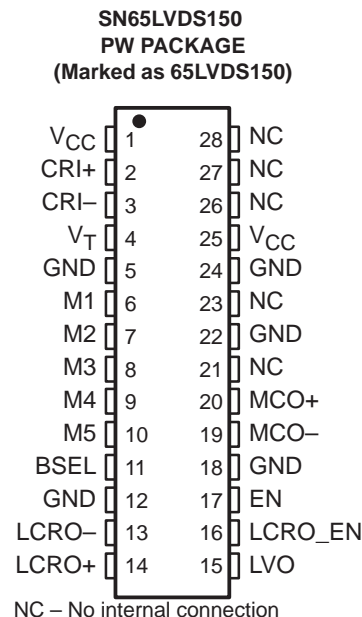 SN65LVDS150
PW PACKAGE
(Marked as 65LVDS150)
VCC 1 28 NC
CRI+ 2 27 NC
CRI– 3 26 NC
VT 4 25 VCC
GND 5 24 GND
M1 6 23 NC
M2 7 22 GND
M3 8 21 NC
M4 9 20 MCO+
M5 10 19 MCO–
BSEL 11 18 GND
GND 12 17 EN
LCRO– 13 16 LCRO_EN
LCRO+ 14 15 LVO
NC – No internal connection